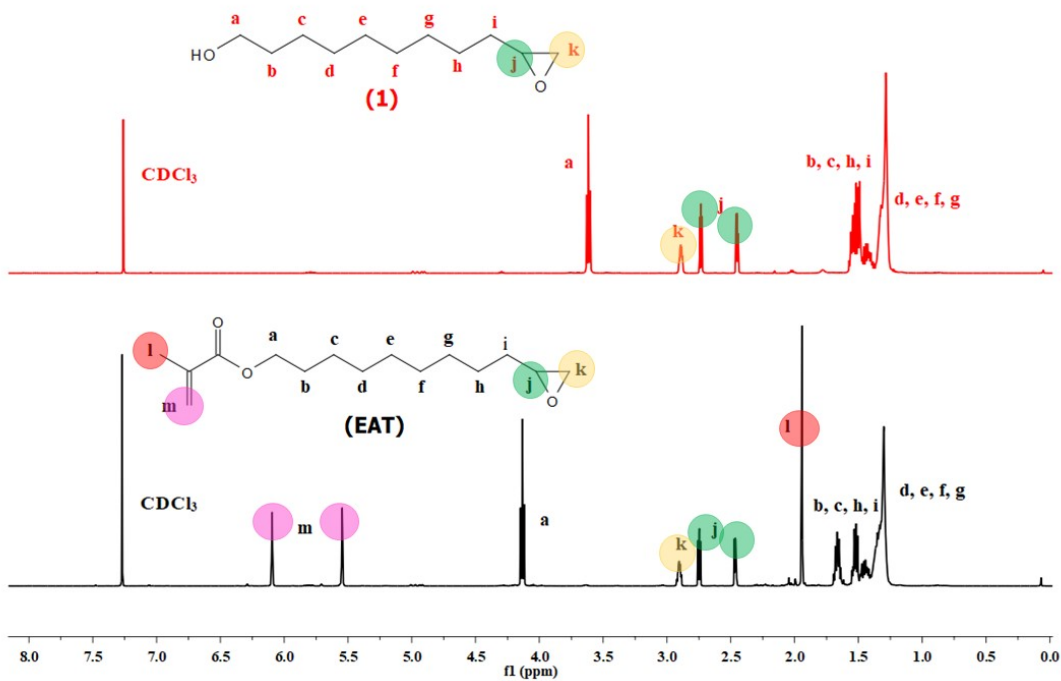 a c e g i
HO b d f h j k
O
(1)
CDCl3
a
k j
b, c, h, i
d, e, f, g
O
l a c e g i
O b d f h j k
m O
(EAT)
CDCl3
m
a
k j
l
b, c, h, i
d, e, f, g
8.0 7.5 7.0 6.5 6.0 5.5 5.0 4.5 4.0 3.5 3.0 2.5 2.0 1.5 1.0 0.5 0.0
f1 (ppm)